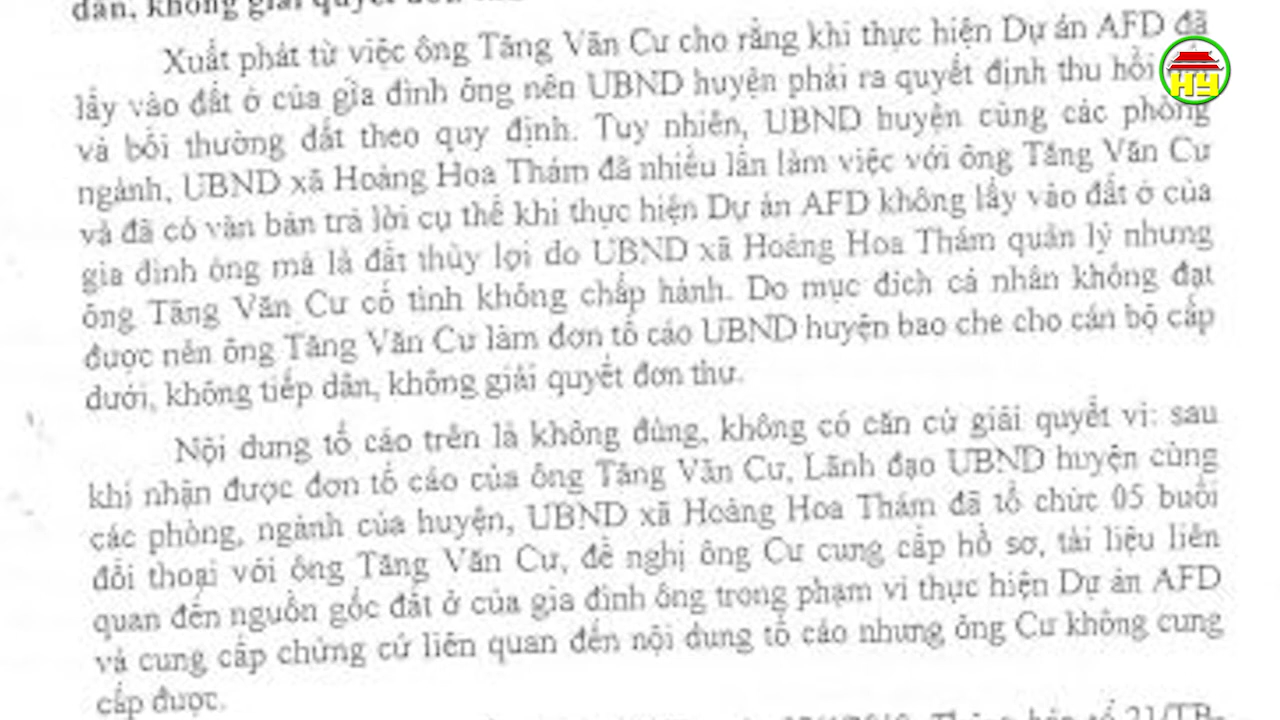 dân, không giải quyết đơn
Xuất phát từ việc ông Tăng Văn Cư cho rằng khi thực hiện Dự án AFD đã
lấy vào đất ở của gia đình ông nên UBND huyện phải ra quyết định thu hồi
và bồi thường đất theo quy định. Tuy nhiên, UBND huyện cùng các phòng
ngành, UBND xã Hoàng Hoa Thám đã nhiều lần làm việc với ông Tăng Văn Cư
và đã có văn bản trả lời cụ thể khi thực hiện Dự án AFD không lấy vào đất ở của
gia đình ông mà là đất thủy lợi do UBND xã Hoàng Hoa Thám quản lý nhưng
ông Tăng Văn Cư cố tình không chấp hành. Do mục đích cá nhân không đạt
được nên ông Tăng Văn Cư làm đơn tố cáo UBND huyện bao che cho cán bộ cấp
dưới, không tiếp dân, không giải quyết đơn thư.
Nội dung tố cáo trên là không đúng, không có căn cứ giải quyết vì: sau
khi nhận được đơn tố cáo của ông Tăng Văn Cư, Lãnh đạo UBND huyện cùng
các phòng, ngành của huyện, UBND xã Hoàng Hoa Thám đã tổ chức 05 buổi
đối thoại với ông Tăng Văn Cư, đề nghị ông Cư cung cấp hồ sơ, tài liệu liên
quan đến nguồn gốc đất ở của gia đình ông trong phạm vi thực hiện Dự án AFD
và cung cấp chứng cứ liên quan đến nội dung tố cáo nhưng ông Cư không cung
cấp được.
HY